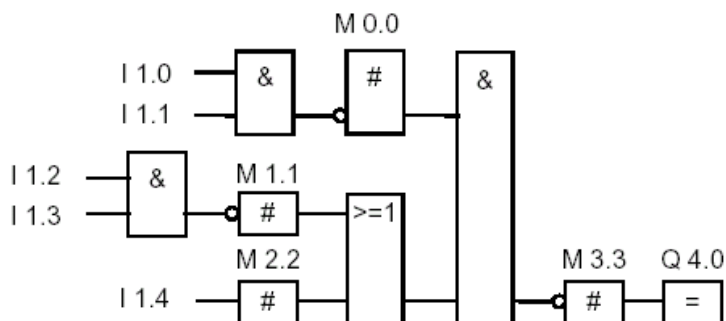 M 0.0
I 1.0
&
#
&
I 1.1
I 1.2
&
M 1.1
I 1.3
#
>=1
M 2.2
M 3.3
Q 4.0
I 1.4
#
#
=